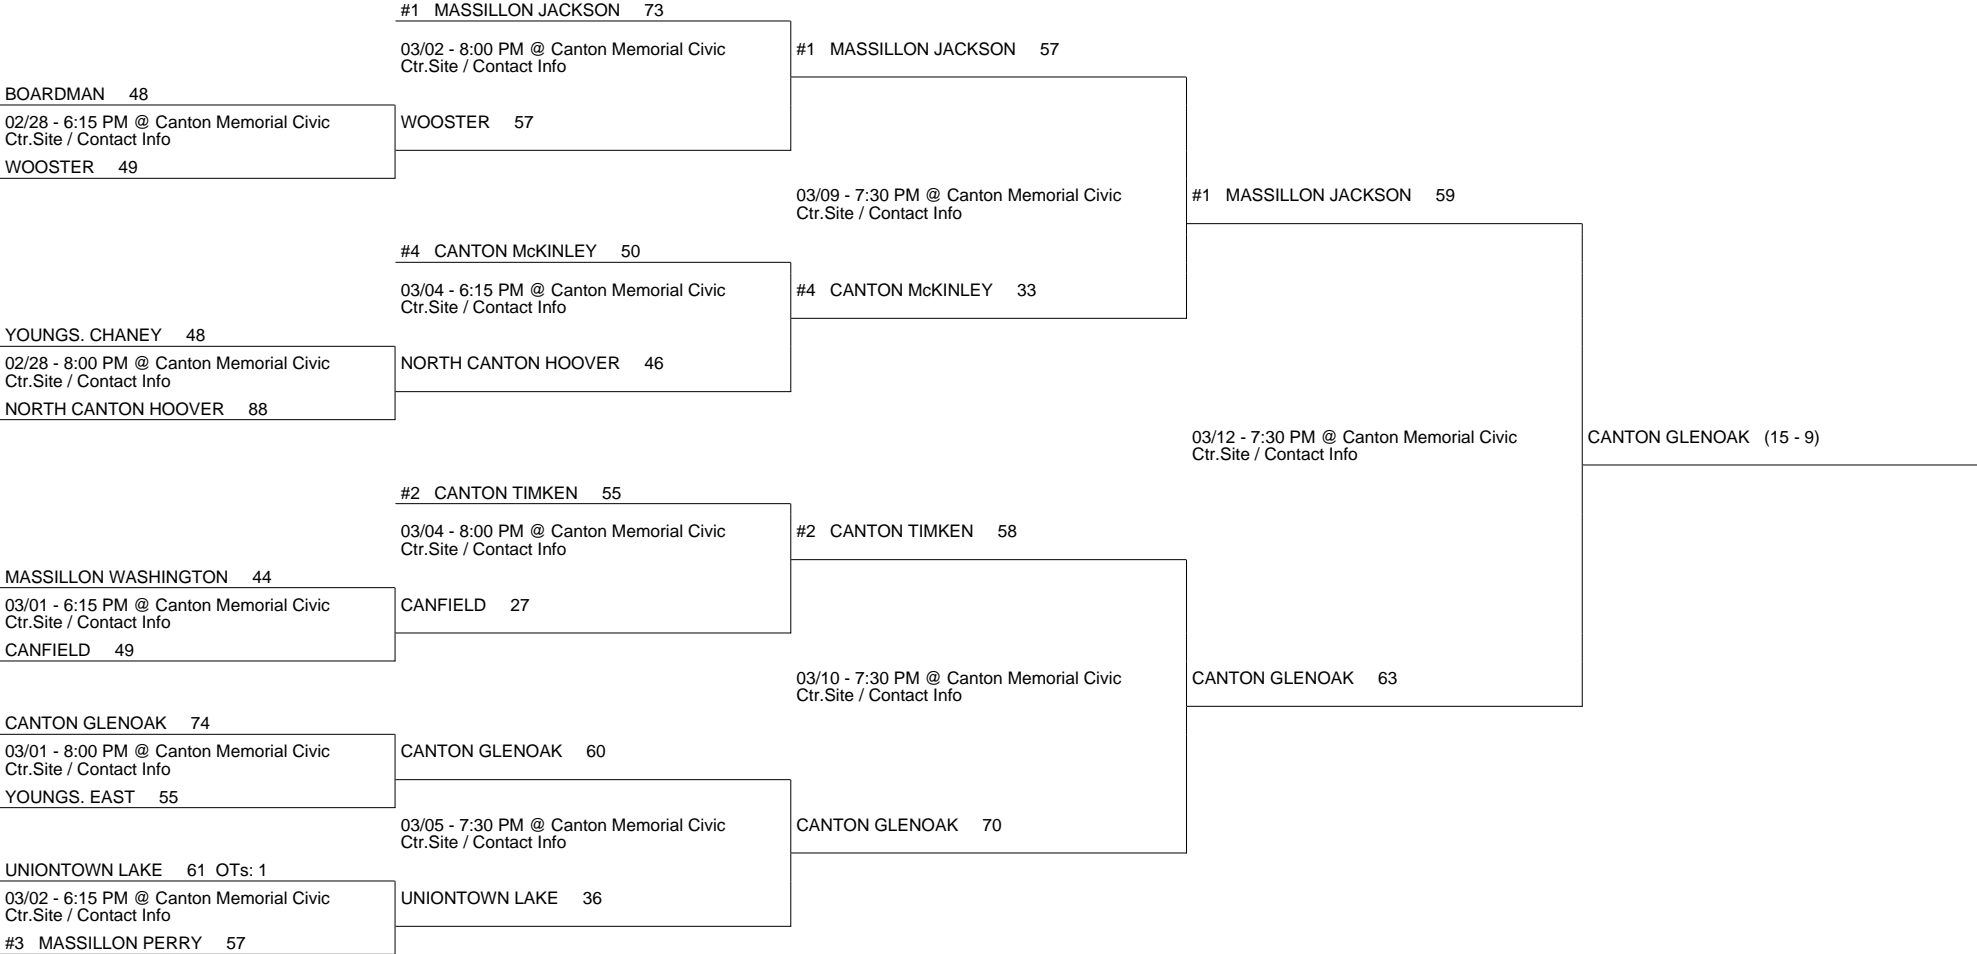 #1 MASSILLON JACKSON 73
03/02 - 8:00 PM @ Canton Memorial Civic
Ctr.Site / Contact Info
#1 MASSILLON JACKSON 57
BOARDMAN 48
02/28 - 6:15 PM @ Canton Memorial Civic
Ctr.Site / Contact Info
WOOSTER 57
WOOSTER 49
03/09 - 7:30 PM @ Canton Memorial Civic
Ctr.Site / Contact Info
#1 MASSILLON JACKSON 59
#4 CANTON McKINLEY 50
03/04 - 6:15 PM @ Canton Memorial Civic
Ctr.Site / Contact Info
#4 CANTON McKINLEY 33
YOUNGS. CHANEY 48
02/28 - 8:00 PM @ Canton Memorial Civic
Ctr.Site / Contact Info
NORTH CANTON HOOVER 46
NORTH CANTON HOOVER 88
03/12 - 7:30 PM @ Canton Memorial Civic
Ctr.Site / Contact Info
CANTON GLENOAK (15 - 9)
#2 CANTON TIMKEN 55
03/04 - 8:00 PM @ Canton Memorial Civic
Ctr.Site / Contact Info
#2 CANTON TIMKEN 58
MASSILLON WASHINGTON 44
03/01 - 6:15 PM @ Canton Memorial Civic
Ctr.Site / Contact Info
CANFIELD 27
CANFIELD 49
03/10 - 7:30 PM @ Canton Memorial Civic
Ctr.Site / Contact Info
CANTON GLENOAK 63
CANTON GLENOAK 74
03/01 - 8:00 PM @ Canton Memorial Civic
Ctr.Site / Contact Info
CANTON GLENOAK 60
YOUNGS. EAST 55
03/05 - 7:30 PM @ Canton Memorial Civic
Ctr.Site / Contact Info
CANTON GLENOAK 70
UNIONTOWN LAKE 61 OTs: 1
03/02 - 6:15 PM @ Canton Memorial Civic
Ctr.Site / Contact Info
UNIONTOWN LAKE 36
#3 MASSILLON PERRY 57